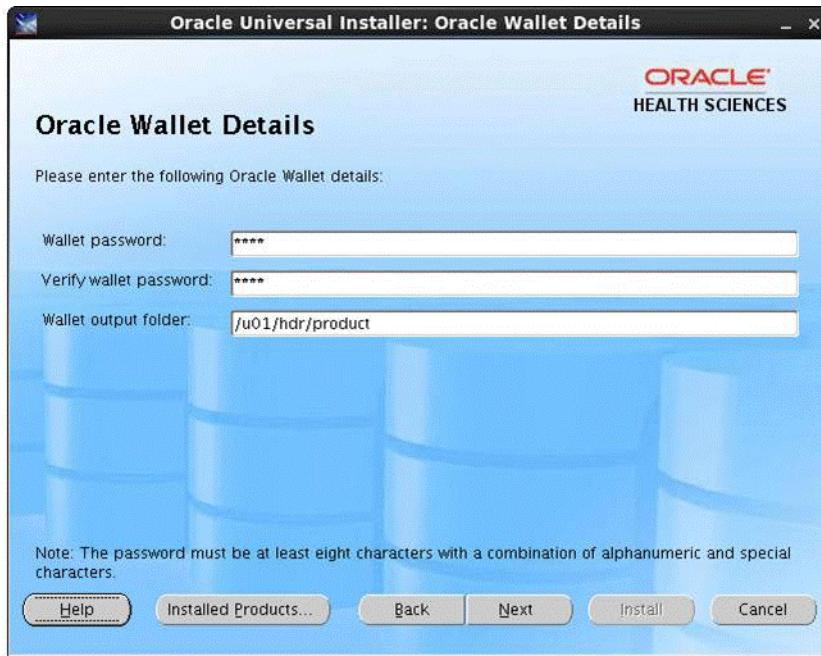 Oracle Universal Installer: Oracle Wallet Details
ORACLE
HEALTH SCIENCES
Oracle Wallet Details
Please enter the following Oracle Wallet details:
Wallet password: ****
Verify wallet password: ****
Wallet output folder: /u01/hdr/product
Note: The password must be at least eight characters with a combination of alphanumeric and special
characters.
Help Installed Products... Back Next Install Cancel